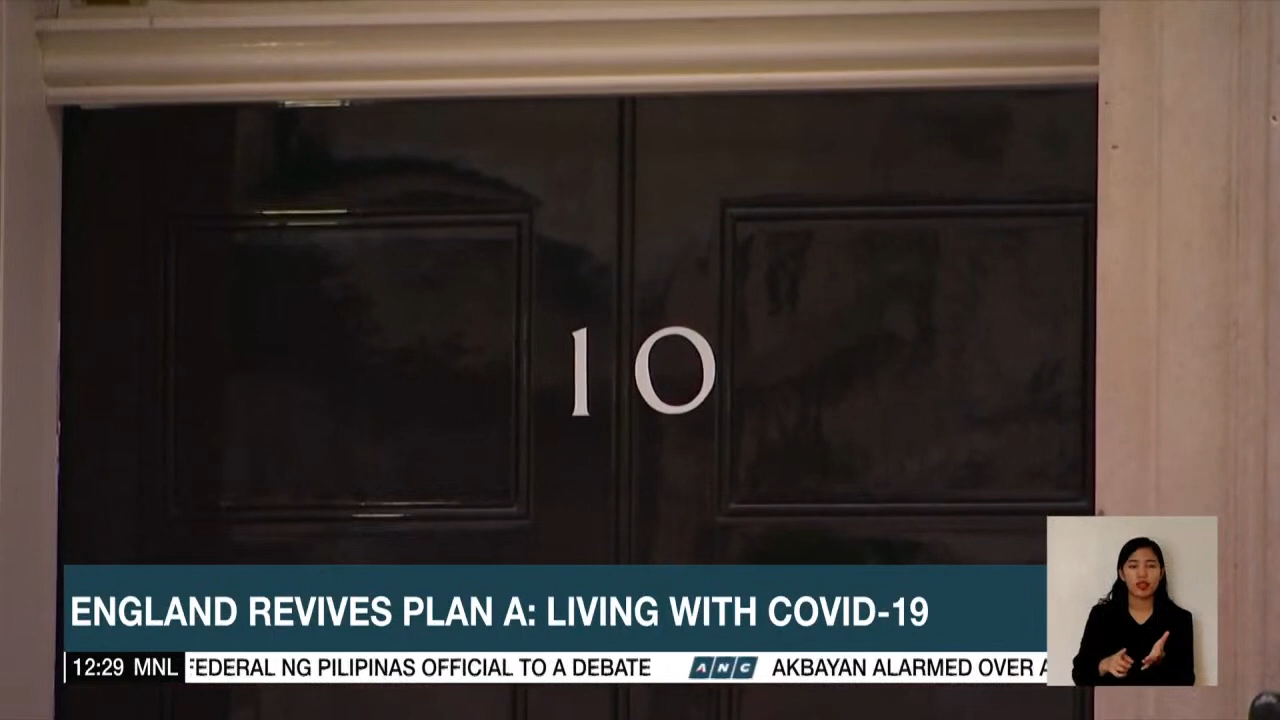 10
ENGLAND REVIVES PLAN A: LIVING WITH COVID-19
12:29 MNL FEDERAL NG PILIPINAS OFFICIAL TO A DEBATE ANC AKBAYAN ALARMED OVER